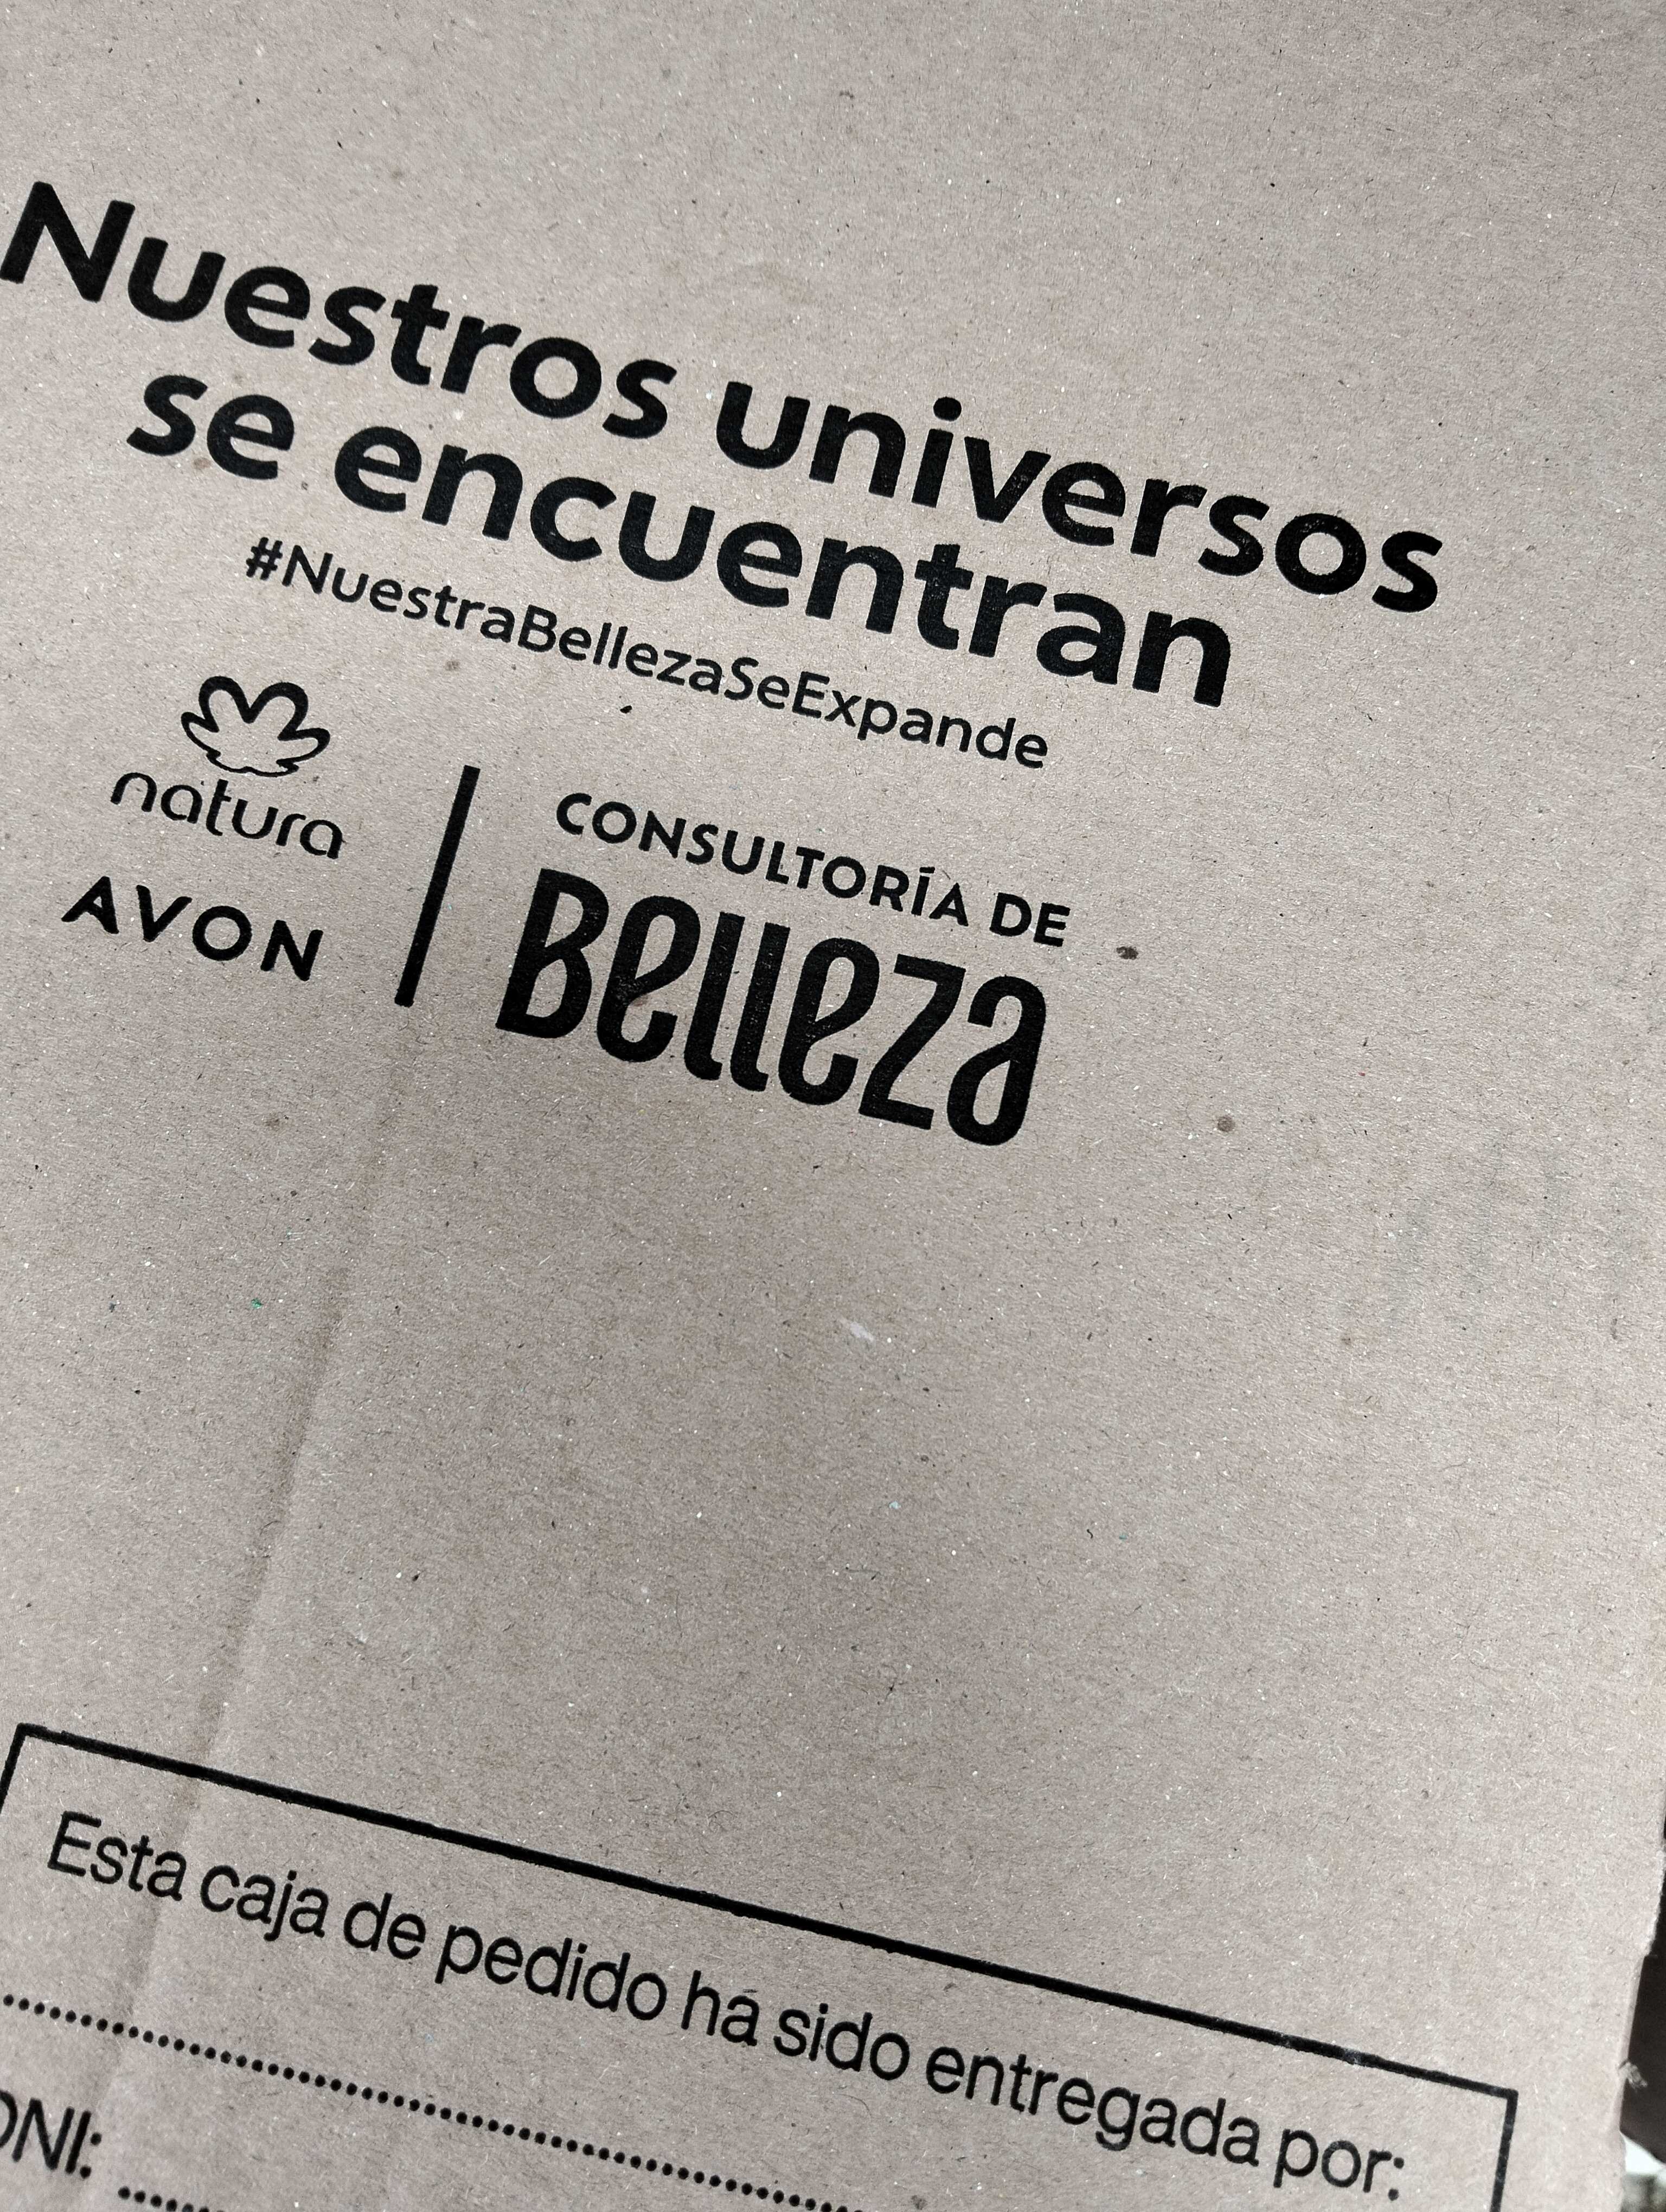 Nuestros universos
se encuentran
#NuestraBellezaSeExpande
natura
AVON
CONSULTORÍA DE
Belleza
Esta caja de pedido ha sido entregada por:
DNI: